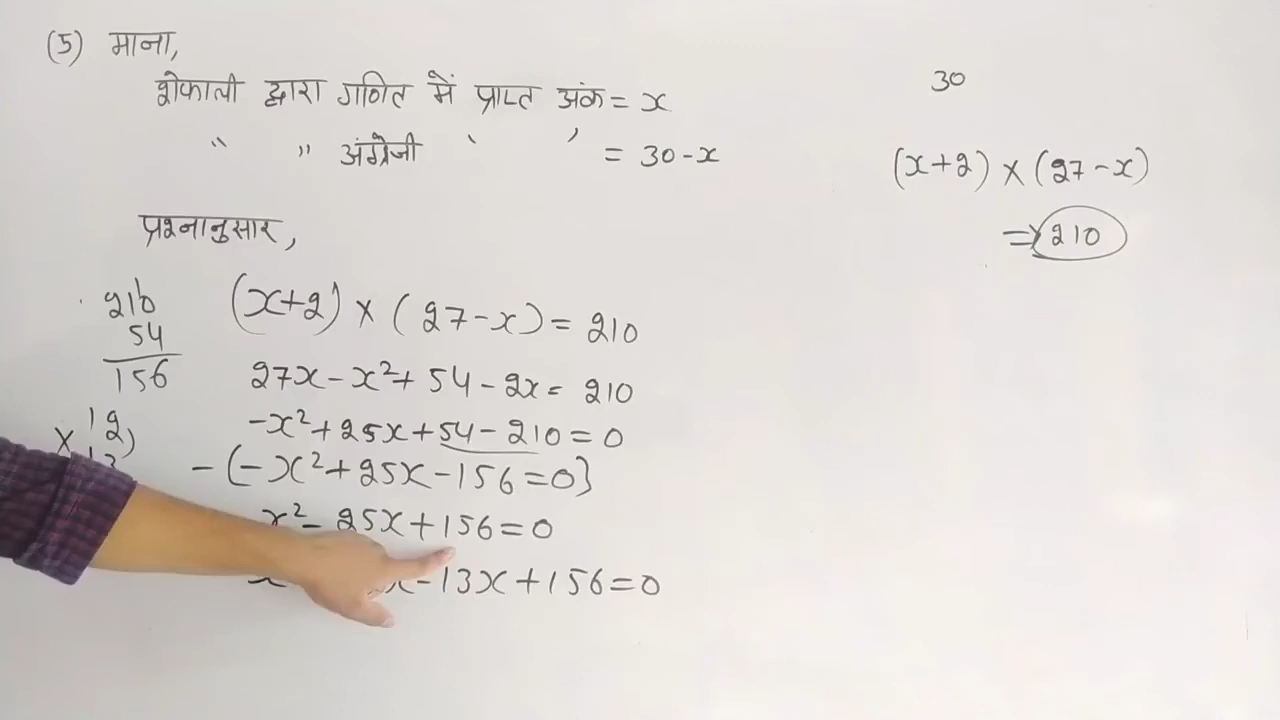 (5) माना,
शेफाली द्वारा गणित में प्राप्त अंक = x
" " अंग्रेजी ` ' = 30 - x
30
(x+2) × (27 - x)
⇒ 210
प्रश्नानुसार,
210
54
156
× 12
(x+2) × (27 - x) = 210
27x - x² + 54 - 2x = 210
-x² + 25x + 54 - 210 = 0
- (-x² + 25x - 156 = 0}
x² - 25x + 156 = 0
- 13x + 156 = 0